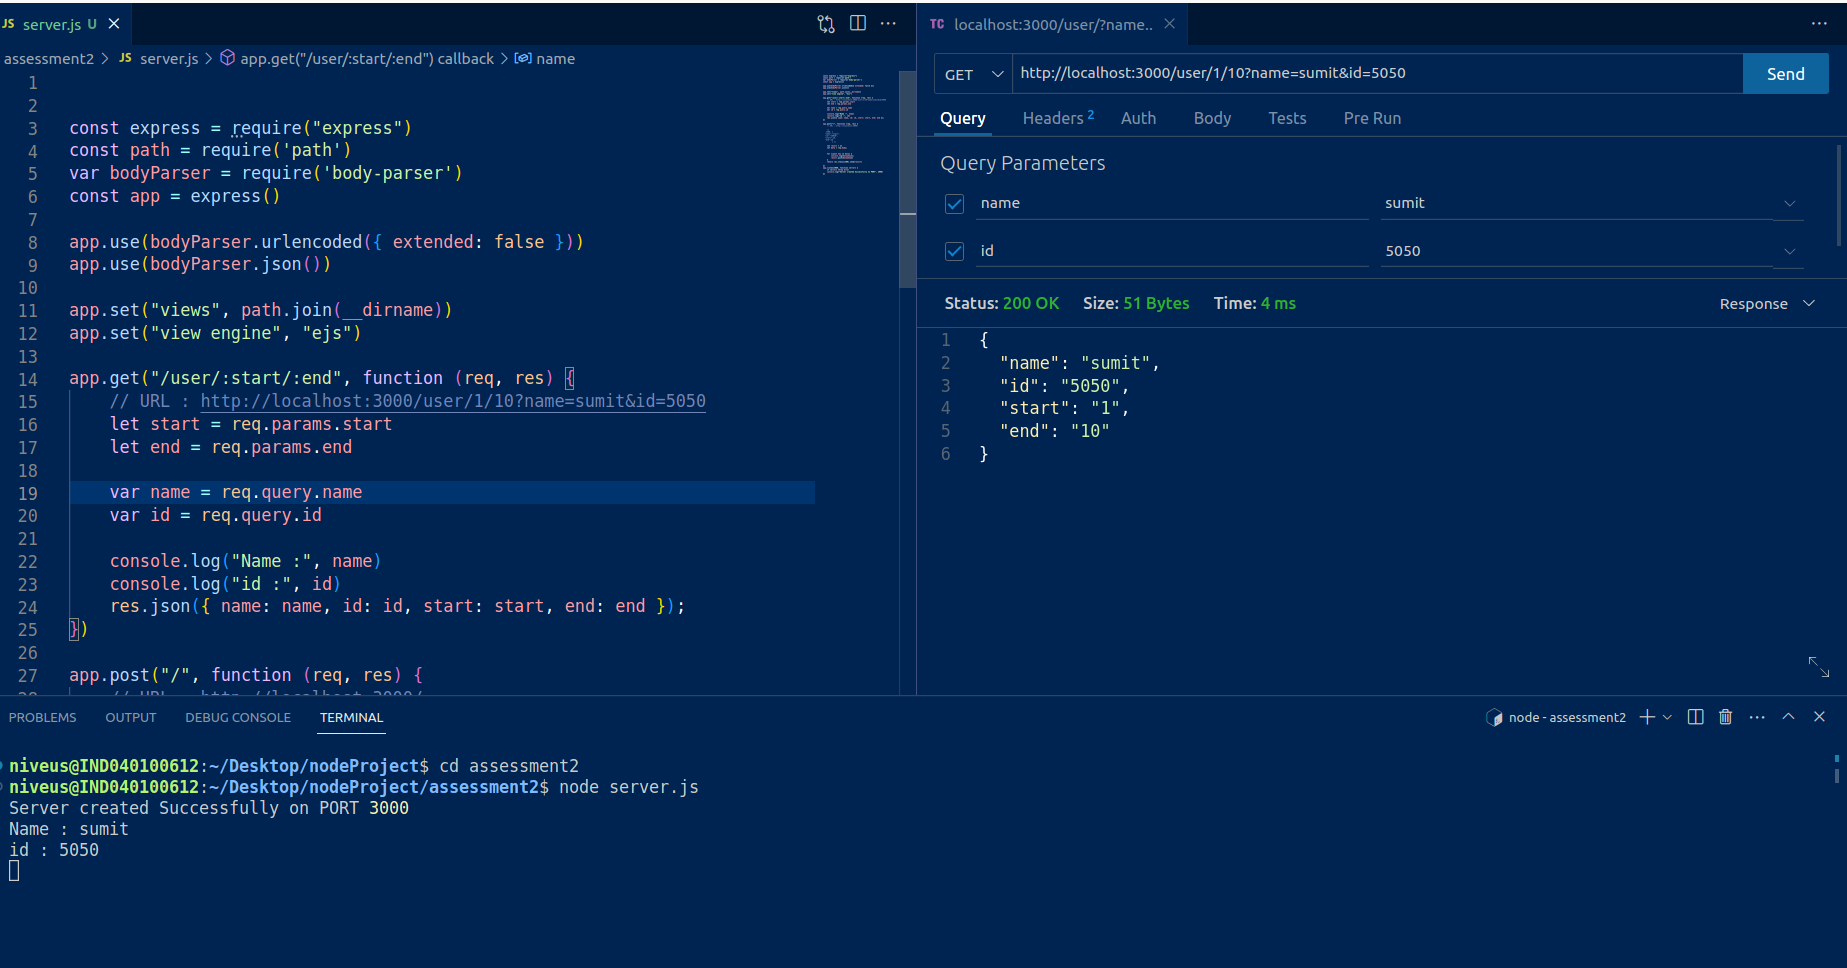 JS server.js U
assessment2 > JS server.js > app.get("/user/:start/:end") callback > name
1
2
3 const express = require("express")
4 const path = require('path')
5 var bodyParser = require('body-parser')
6 const app = express()
7
8 app.use(bodyParser.urlencoded({ extended: false }))
9 app.use(bodyParser.json())
10
11 app.set("views", path.join(__dirname))
12 app.set("view engine", "ejs")
13
14 app.get("/user/:start/:end", function (req, res) {
15 // URL : http://localhost:3000/user/1/10?name=sumit&id=5050
16 let start = req.params.start
17 let end = req.params.end
18
19 var name = req.query.name
20 var id = req.query.id
21
22 console.log("Name :", name)
23 console.log("id :", id)
24 res.json({ name: name, id: id, start: start, end: end });
25 })
26
27 app.post("/", function (req, res) {
28 // URL : http://localhost:3000/
TC localhost:3000/user/?name..
GET http://localhost:3000/user/1/10?name=sumit&id=5050 Send
Query Headers 2 Auth Body Tests Pre Run
Query Parameters
name sumit
id 5050
Status: 200 OK Size: 51 Bytes Time: 4 ms Response
1 {
2 "name": "sumit",
3 "id": "5050",
4 "start": "1",
5 "end": "10"
6 }
PROBLEMS OUTPUT DEBUG CONSOLE TERMINAL node - assessment2
niveus@IND040100612:~/Desktop/nodeProject$ cd assessment2
niveus@IND040100612:~/Desktop/nodeProject/assessment2$ node server.js
Server created Successfully on PORT 3000
Name : sumit
id : 5050